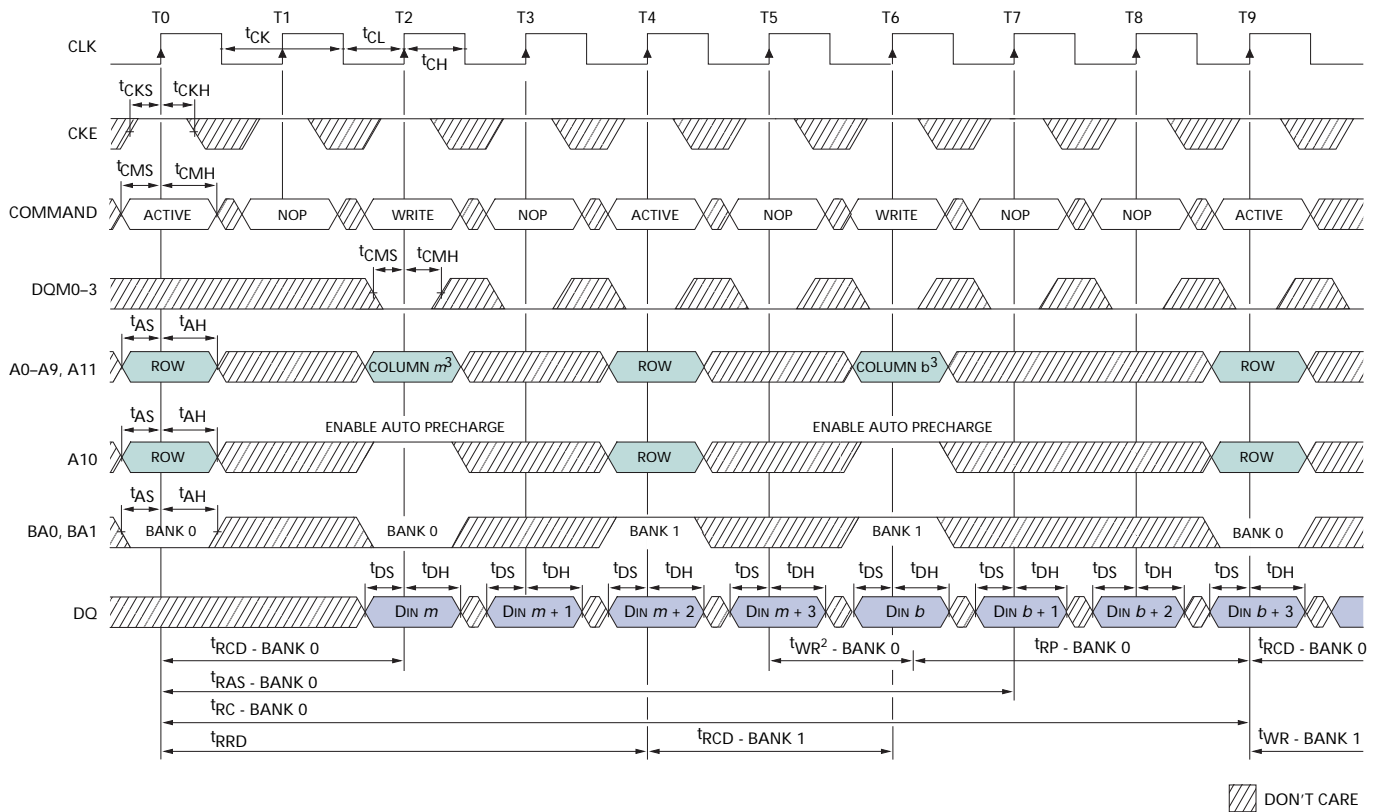 T0 T1 T2 T3 T4 T5 T6 T7 T8 T9
CLK tCK tCL tCH
tCKS tCKH
CKE
tCMS tCMH
COMMAND ACTIVE NOP WRITE NOP ACTIVE NOP WRITE NOP NOP ACTIVE
tCMS tCMH
DQM0–3
tAS tAH
A0–A9, A11 ROW COLUMN m3 ROW COLUMN b3 ROW
tAS tAH ENABLE AUTO PRECHARGE ENABLE AUTO PRECHARGE
A10 ROW ROW ROW
tAS tAH
BA0, BA1 BANK 0 BANK 0 BANK 1 BANK 1 BANK 0
tDS tDH tDS tDH tDS tDH tDS tDH tDS tDH tDS tDH tDS tDH tDS tDH
DQ DIN m DIN m + 1 DIN m + 2 DIN m + 3 DIN b DIN b + 1 DIN b + 2 DIN b + 3
tRCD - BANK 0 tWR2 - BANK 0 tRP - BANK 0 tRCD - BANK 0
tRAS - BANK 0
tRC - BANK 0
tRRD tRCD - BANK 1 tWR - BANK 1
DON'T CARE